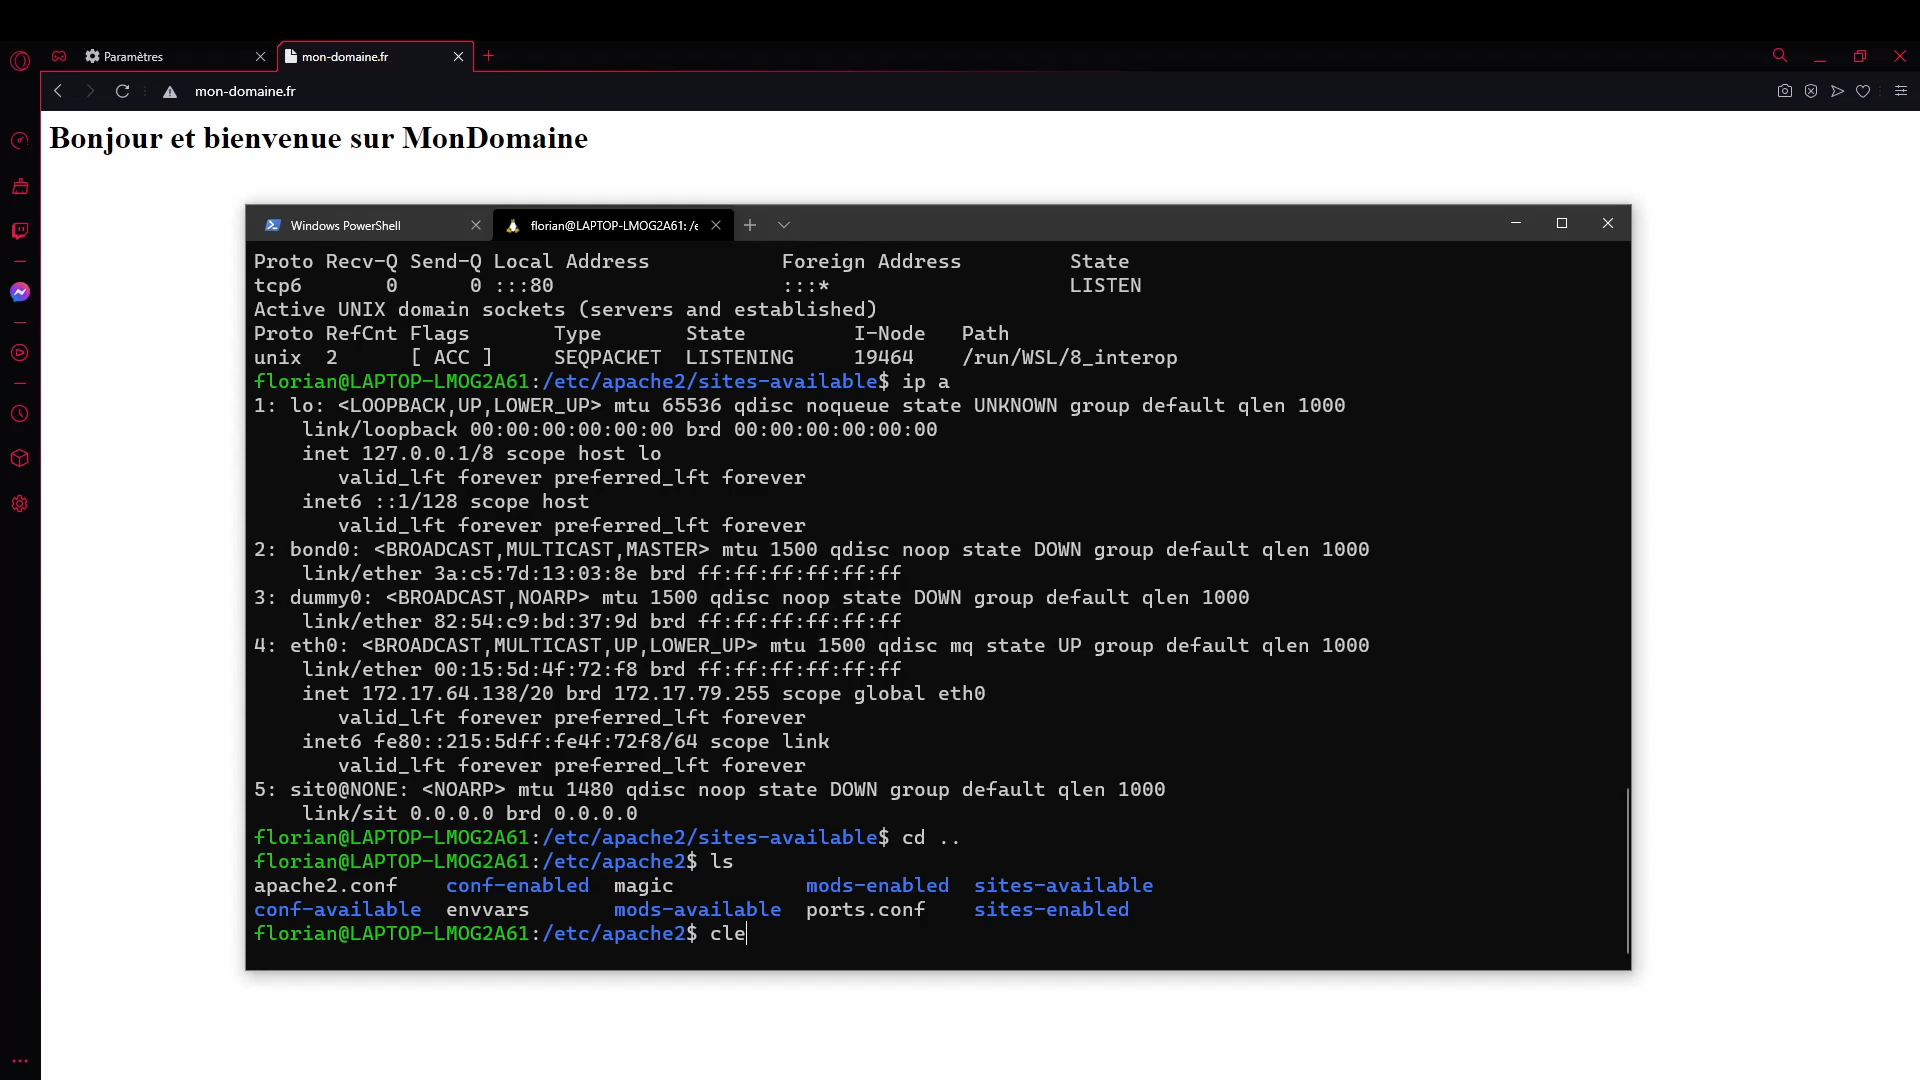 Paramètres
mon-domaine.fr
mon-domaine.fr
Bonjour et bienvenue sur MonDomaine
Windows PowerShell
florian@LAPTOP-LMOG2A61: /e
Proto Recv-Q Send-Q Local Address           Foreign Address         State
tcp6       0      0 :::80                   :::*                    LISTEN
Active UNIX domain sockets (servers and established)
Proto RefCnt Flags       Type       State         I-Node   Path
unix  2      [ ACC ]     SEQPACKET  LISTENING     19464    /run/WSL/8_interop
florian@LAPTOP-LMOG2A61:/etc/apache2/sites-available$ ip a
1: lo: <LOOPBACK,UP,LOWER_UP> mtu 65536 qdisc noqueue state UNKNOWN group default qlen 1000
    link/loopback 00:00:00:00:00:00 brd 00:00:00:00:00:00
    inet 127.0.0.1/8 scope host lo
       valid_lft forever preferred_lft forever
    inet6 ::1/128 scope host
       valid_lft forever preferred_lft forever
2: bond0: <BROADCAST,MULTICAST,MASTER> mtu 1500 qdisc noop state DOWN group default qlen 1000
    link/ether 3a:c5:7d:13:03:8e brd ff:ff:ff:ff:ff:ff
3: dummy0: <BROADCAST,NOARP> mtu 1500 qdisc noop state DOWN group default qlen 1000
    link/ether 82:54:c9:bd:37:9d brd ff:ff:ff:ff:ff:ff
4: eth0: <BROADCAST,MULTICAST,UP,LOWER_UP> mtu 1500 qdisc mq state UP group default qlen 1000
    link/ether 00:15:5d:4f:72:f8 brd ff:ff:ff:ff:ff:ff
    inet 172.17.64.138/20 brd 172.17.79.255 scope global eth0
       valid_lft forever preferred_lft forever
    inet6 fe80::215:5dff:fe4f:72f8/64 scope link
       valid_lft forever preferred_lft forever
5: sit0@NONE: <NOARP> mtu 1480 qdisc noop state DOWN group default qlen 1000
    link/sit 0.0.0.0 brd 0.0.0.0
florian@LAPTOP-LMOG2A61:/etc/apache2/sites-available$ cd ..
florian@LAPTOP-LMOG2A61:/etc/apache2$ ls
apache2.conf    conf-enabled  magic           mods-enabled  sites-available
conf-available  envvars       mods-available  ports.conf    sites-enabled
florian@LAPTOP-LMOG2A61:/etc/apache2$ cle